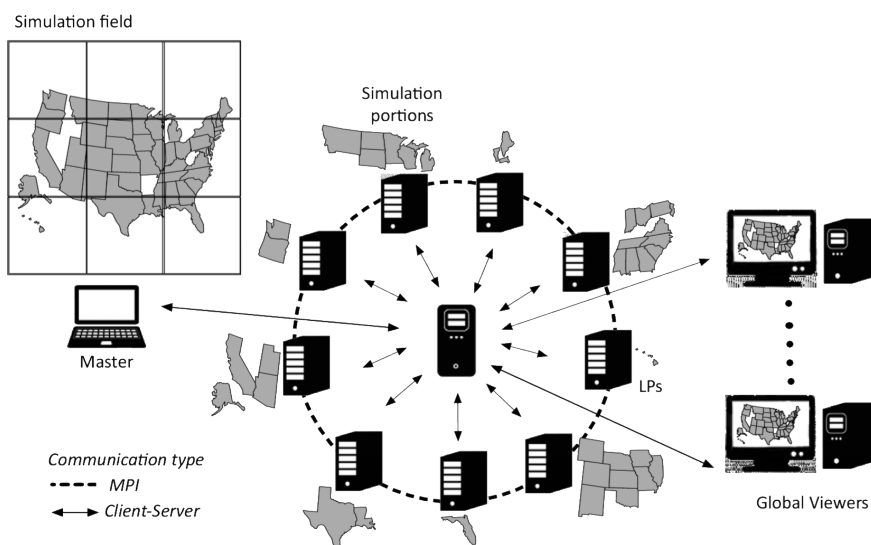 Simulation field
Simulation
portions
Master
LPs
Communication type
MPI
Client-Server
Global Viewers